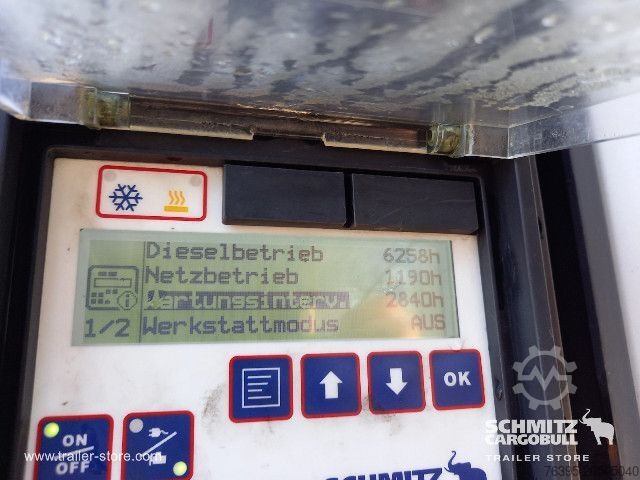 Dieselbetrieb 6258h
Netzbetrieb 1190h
Wartungsinterv. 2840h
1/2 Werkstattmodus AUS
OK
ON
OFF
SCHMITZ
SCHMITZ
CARGOBULL
TRAILER STORE
www.trailer-store.com